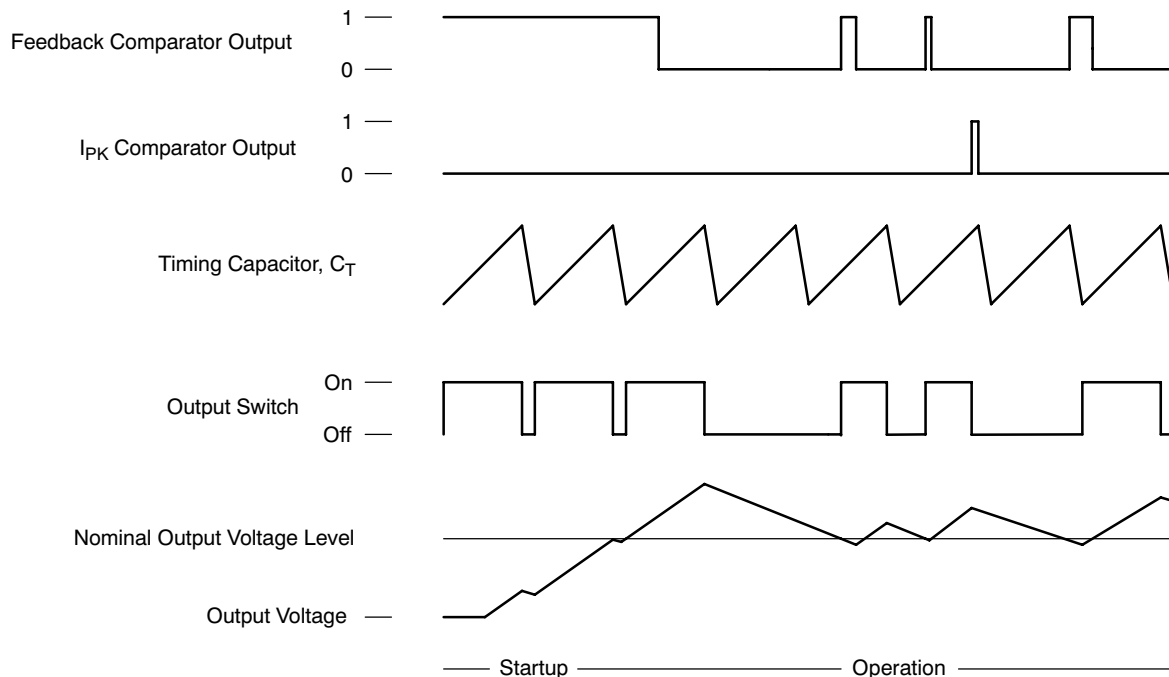 1
Feedback Comparator Output
0
1
IPK Comparator Output
0
Timing Capacitor, CT
On
Output Switch
Off
Nominal Output Voltage Level
Output Voltage
Startup
Operation